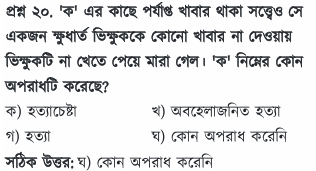 প্রশ্ন ২০. 'ক' এর কাছে পর্যাপ্ত খাবার থাকা সত্ত্বেও সে
একজন ক্ষুধার্ত ভিক্ষুককে কোনো খাবার না দেওয়ায়
ভিক্ষুকটি না খেতে পেয়ে মারা গেল। 'ক' নিম্নের কোন
অপরাধটি করেছে?
ক) হত্যাচেষ্টা খ) অবহেলাজনিত হত্যা
গ) হত্যা ঘ) কোন অপরাধ করেনি
সঠিক উত্তর: ঘ) কোন অপরাধ করেনি